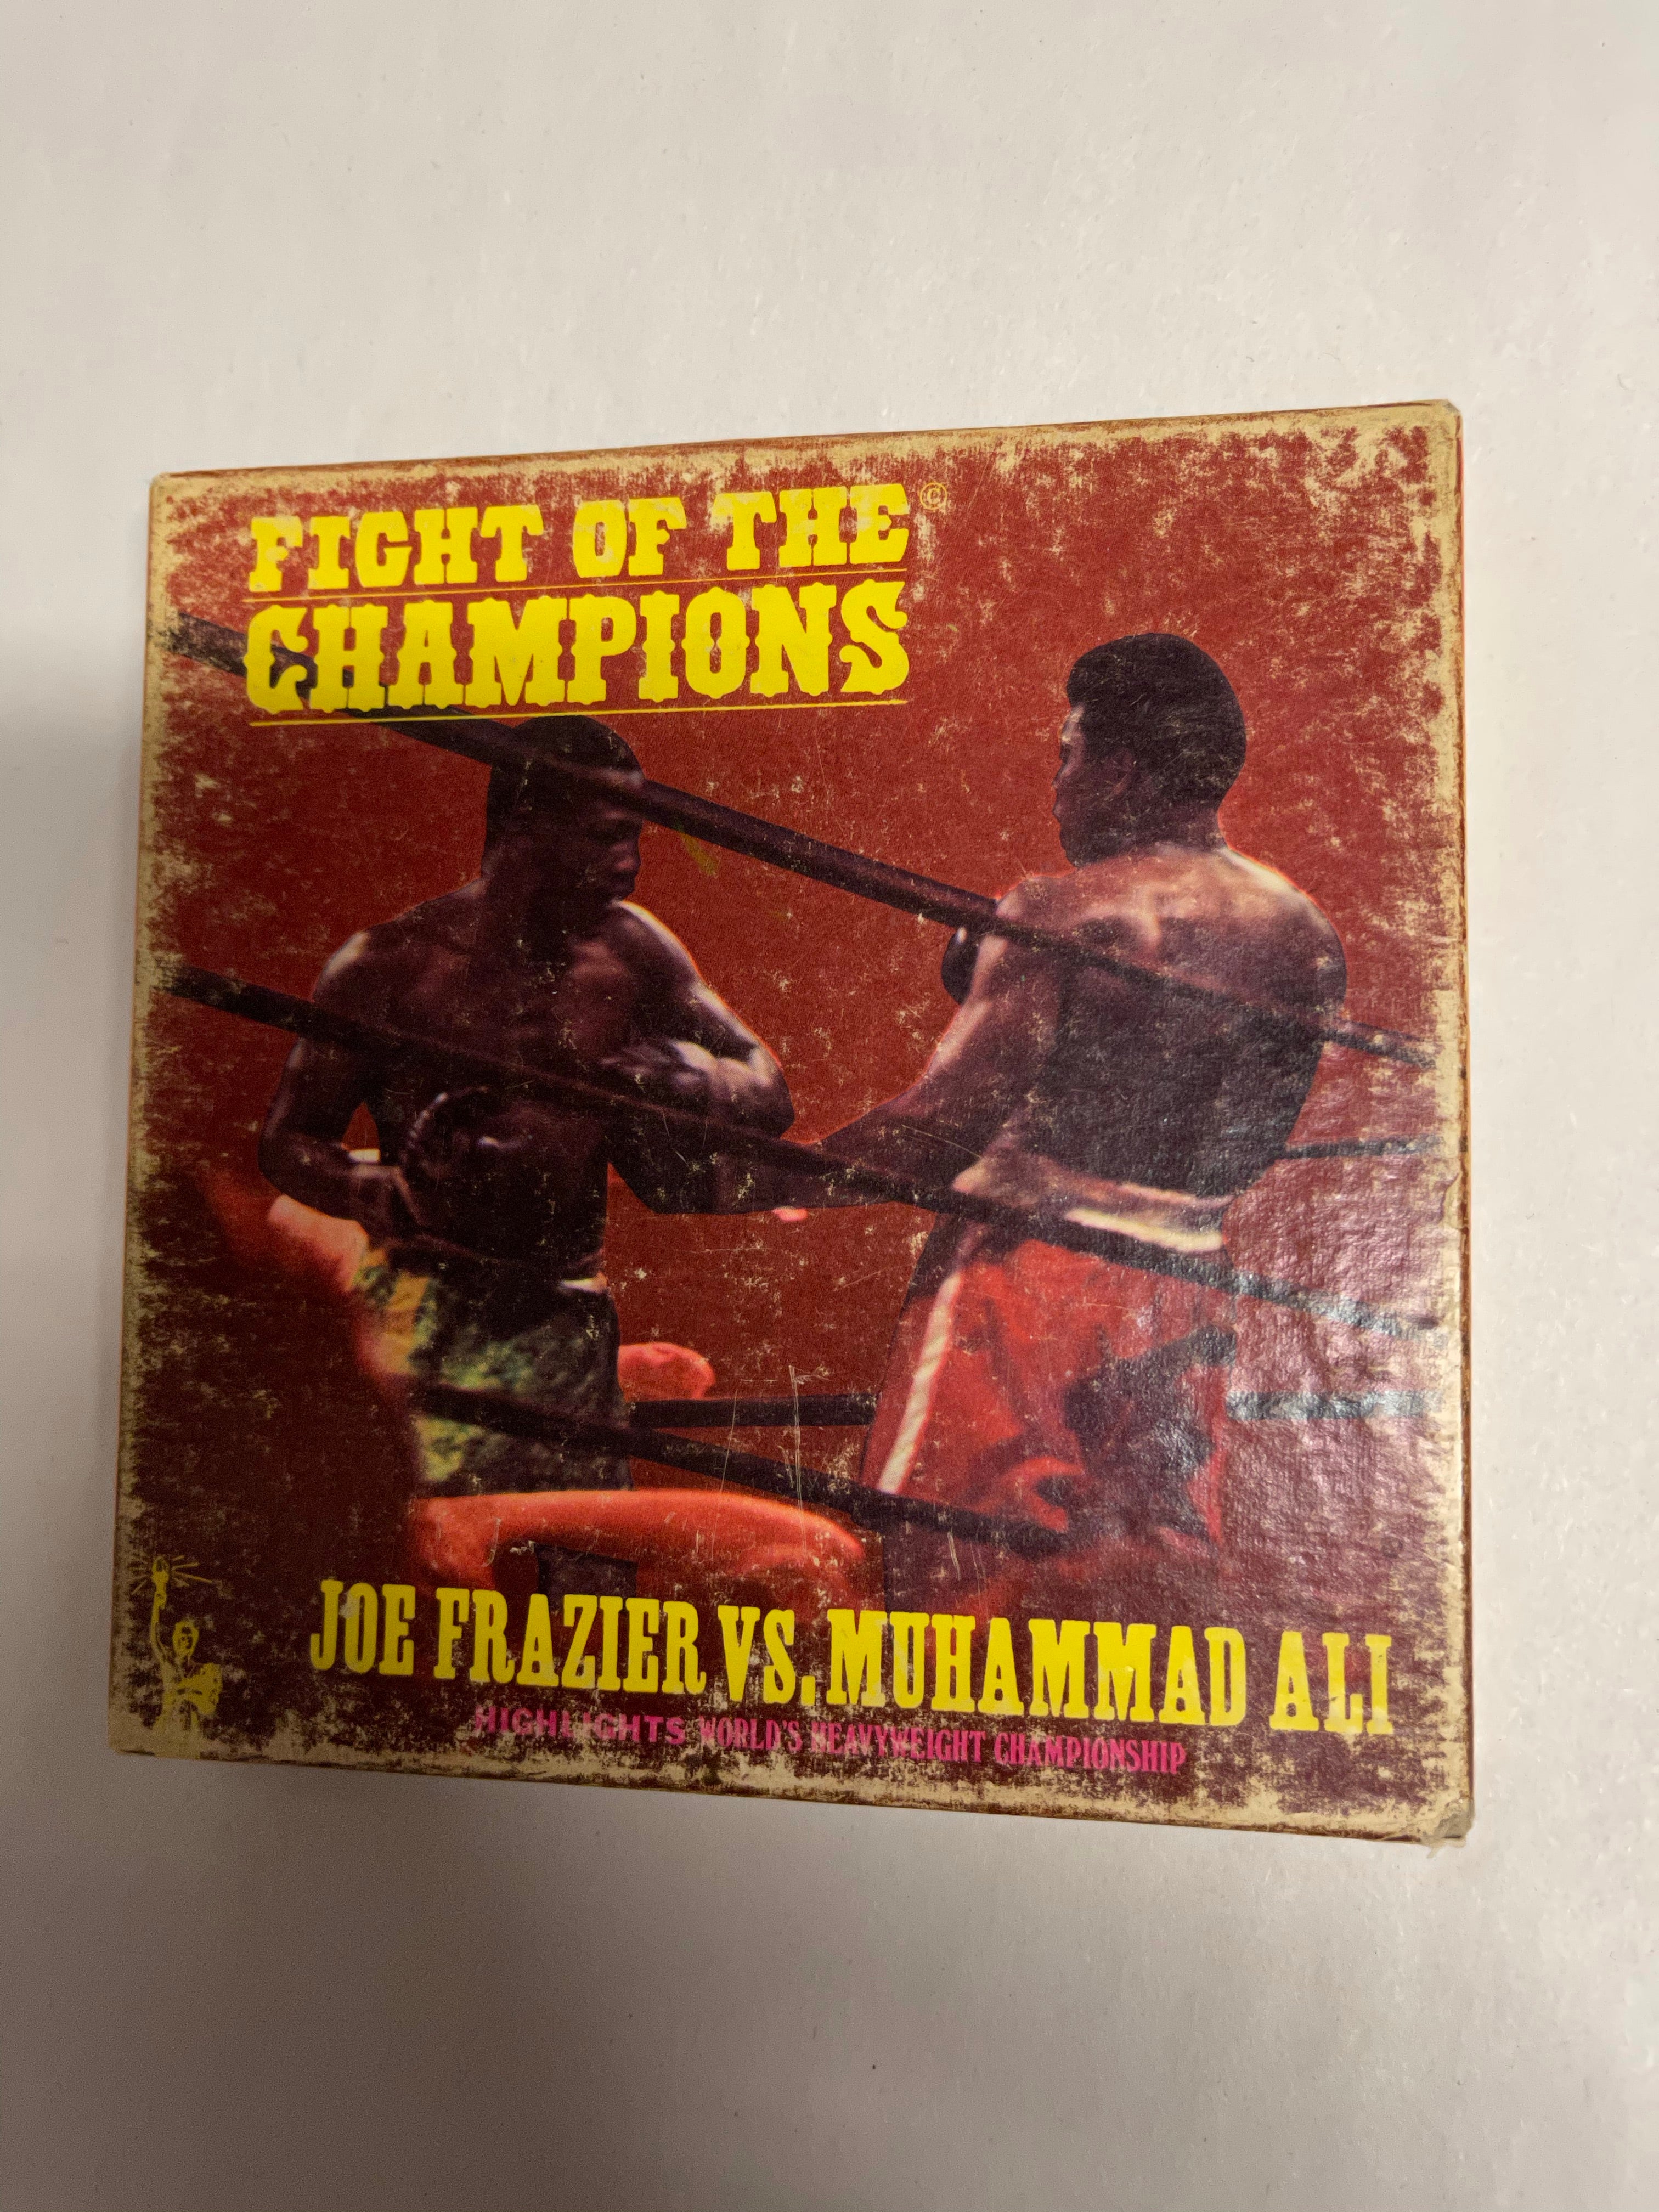 FIGHT OF THE ©
CHAMPIONS
JOE FRAZIER VS. MUHAMMAD ALI
HIGHLIGHTS WORLD'S HEAVYWEIGHT CHAMPIONSHIP